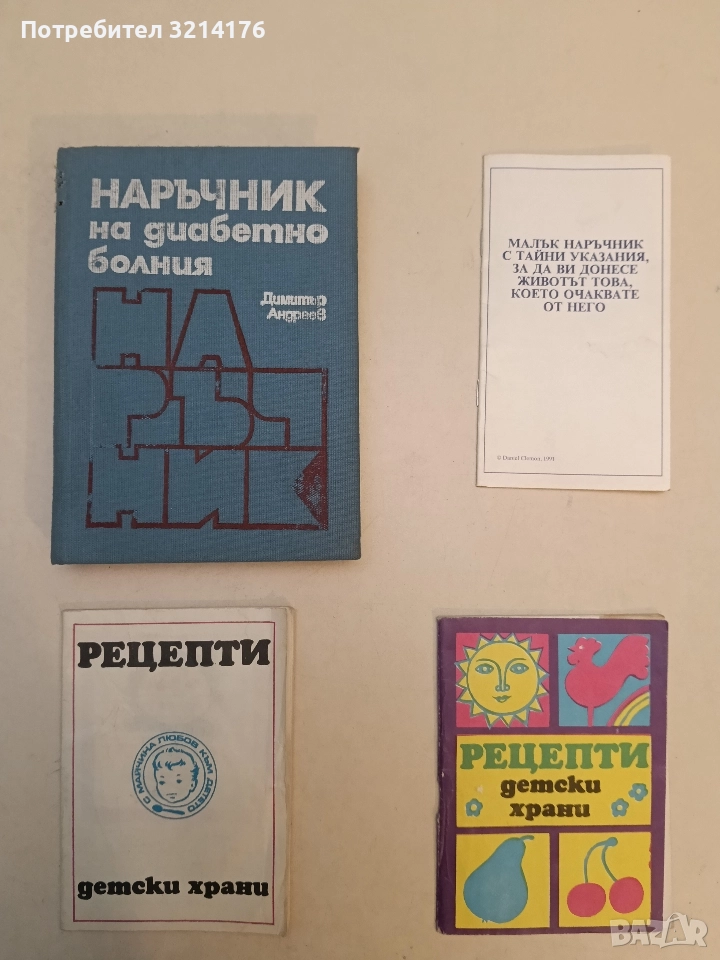 Потребител 3214176
НАРЪЧНИК
на диабетно
болния
Димитър
Андреев
НА
РЪЧ
НИК
МАЛЪК НАРЪЧНИК
С ТАЙНИ УКАЗАНИЯ,
ЗА ДА ВИ ДОНЕСЕ
ЖИВОТЪТ ТОВА,
КОЕТО ОЧАКВАТЕ
ОТ НЕГО
РЕЦЕПТИ
С МАЙЧИНА ЛЮБОВ КЪМ ДЕТЕТО
детски храни
РЕЦЕПТИ
детски
храни
BAZAR